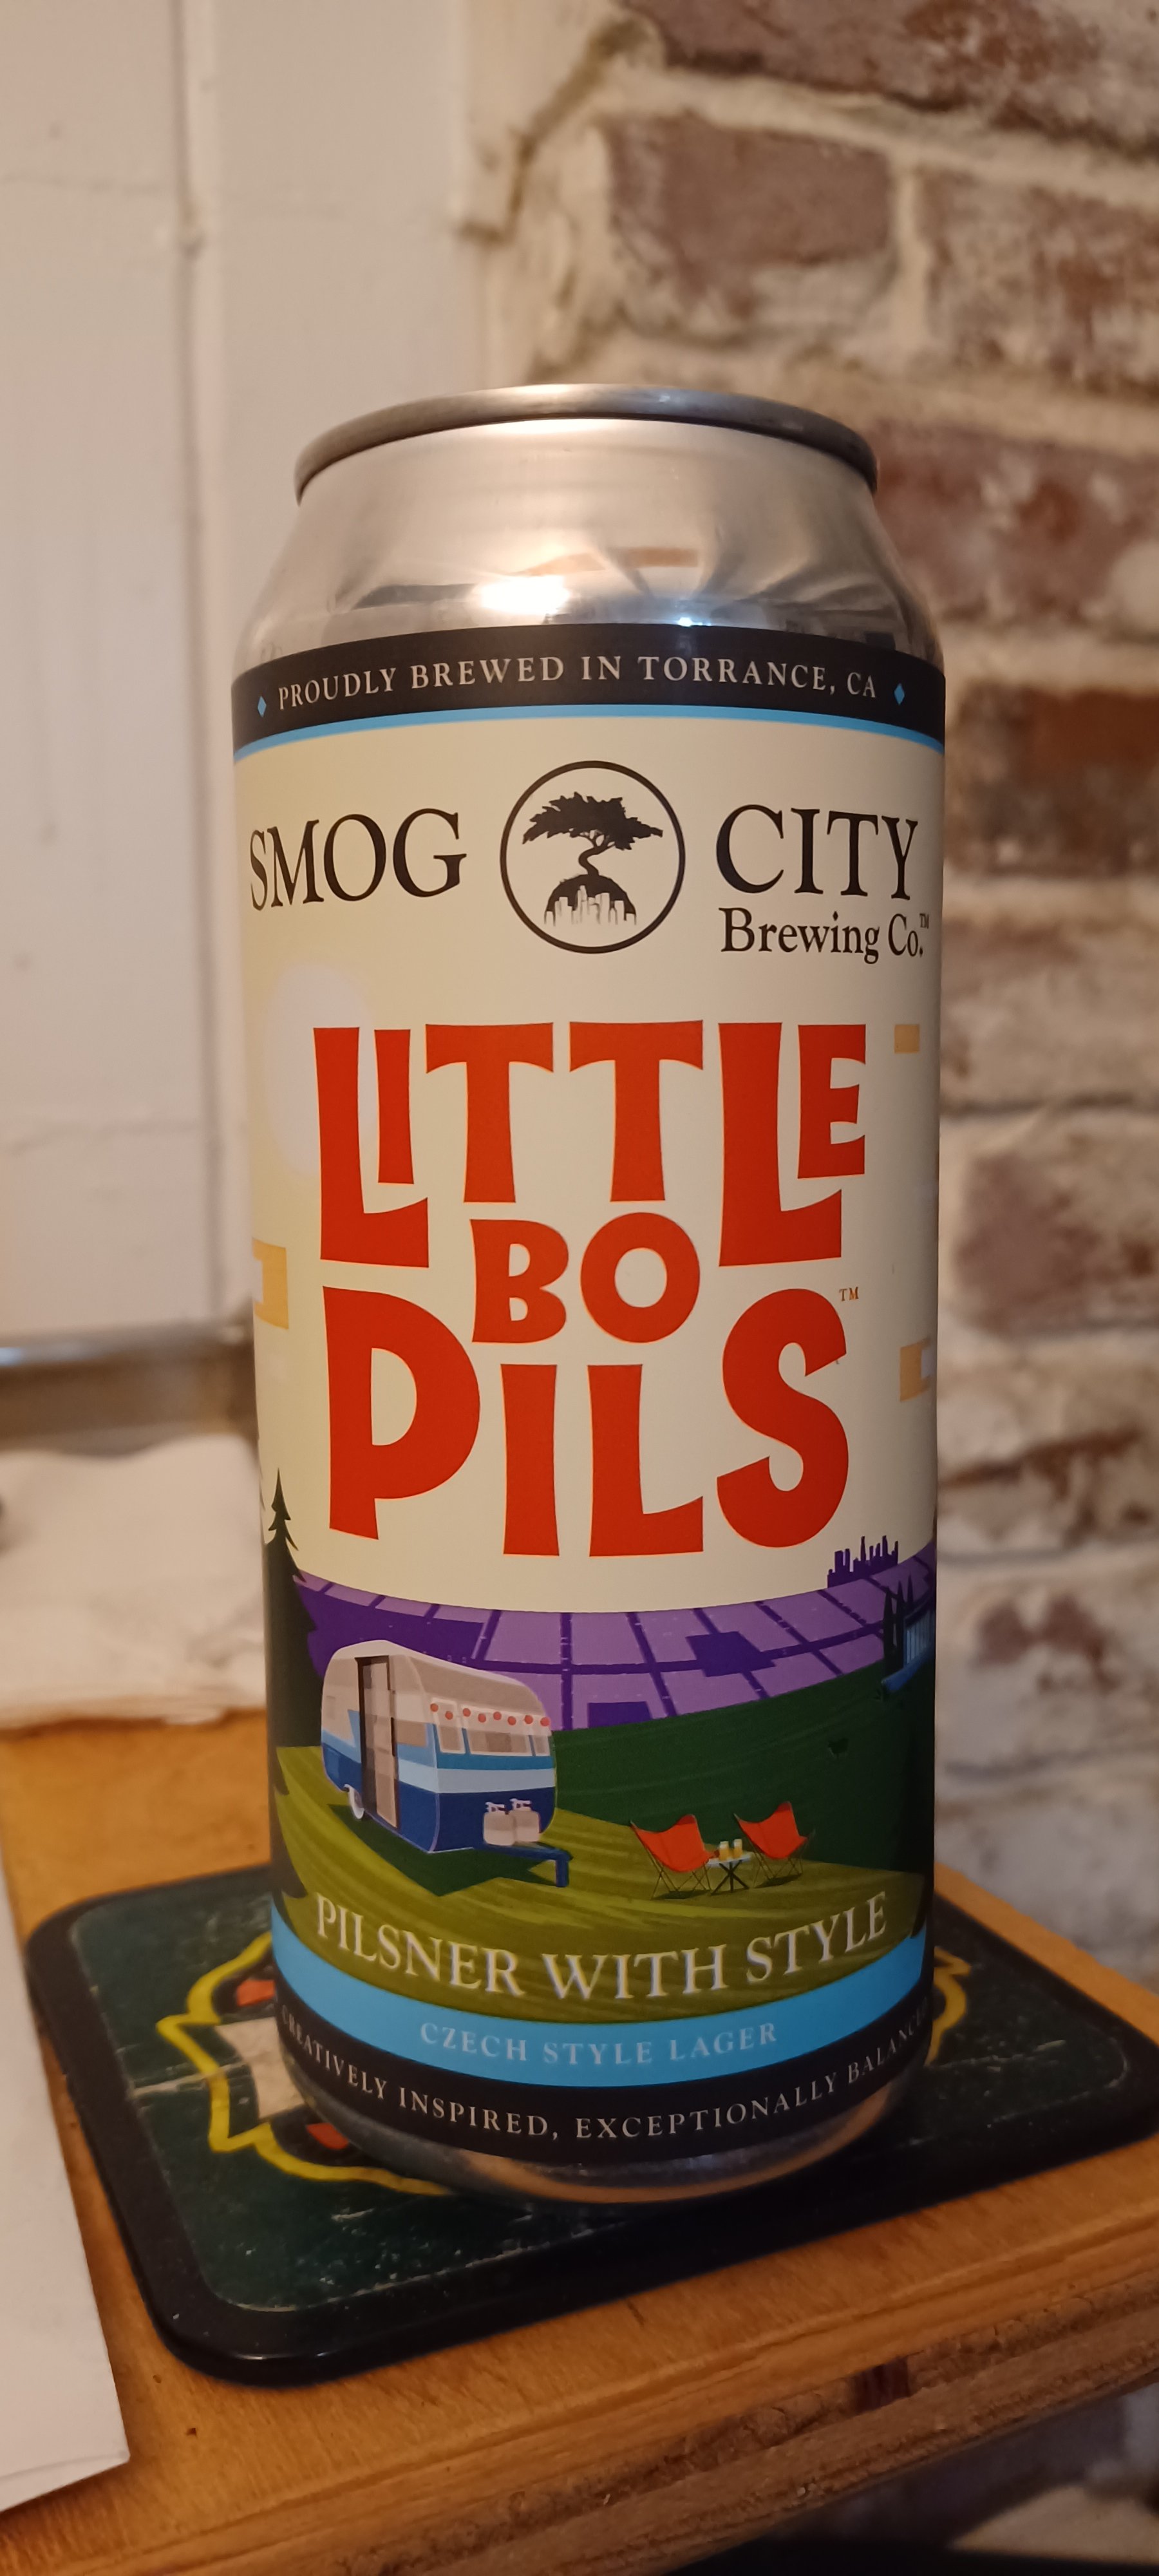 PROUDLY BREWED IN TORRANCE, CA
SMOG CITY
Brewing Co.™
LITTLE
BO
PILS™
PILSNER WITH STYLE
CZECH STYLE LAGER
CREATIVELY INSPIRED, EXCEPTIONALLY BALANCED